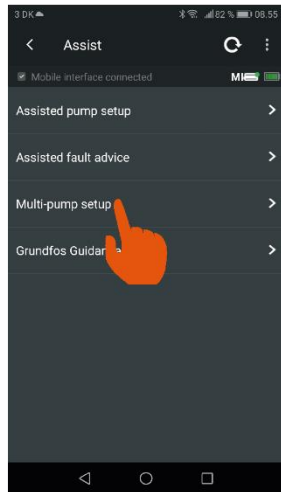 3 DK 82 % 08.55
Assist
Mobile interface connected MI
Assisted pump setup
Assisted fault advice
Multi-pump setup
Grundfos